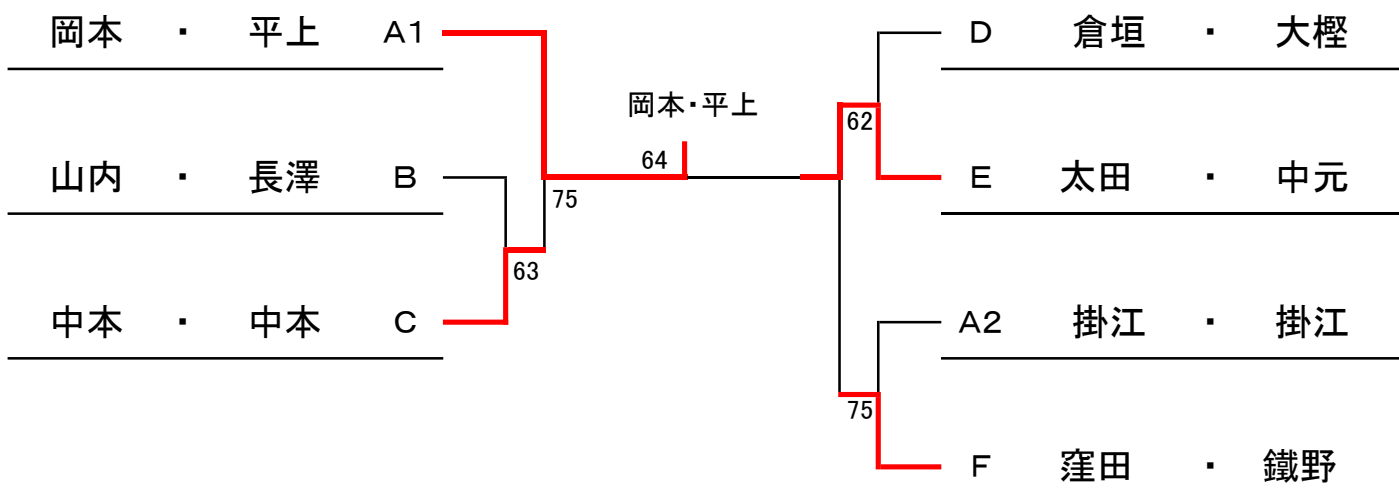 岡本 ・ 平上 A1
山内 ・ 長澤 B
中本 ・ 中本 C
63
75
岡本・平上
64
62
75
D 倉垣 ・ 大樫
E 太田 ・ 中元
A2 掛江 ・ 掛江
F 窪田 ・ 鐵野